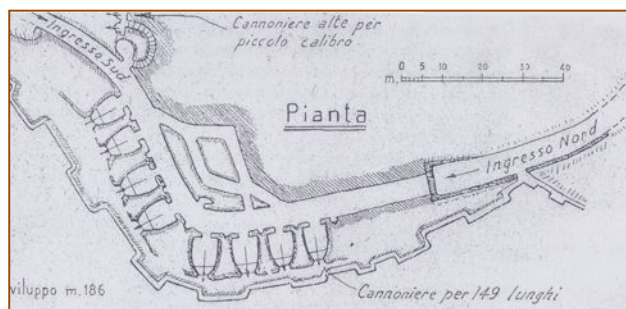 Cannoniere alte per
piccolo calibro
Ingresso Sud
m. 0 5 10 20 30 40
Pianta
Ingresso Nord
viluppo m.186
Cannoniere per 149 lunghi